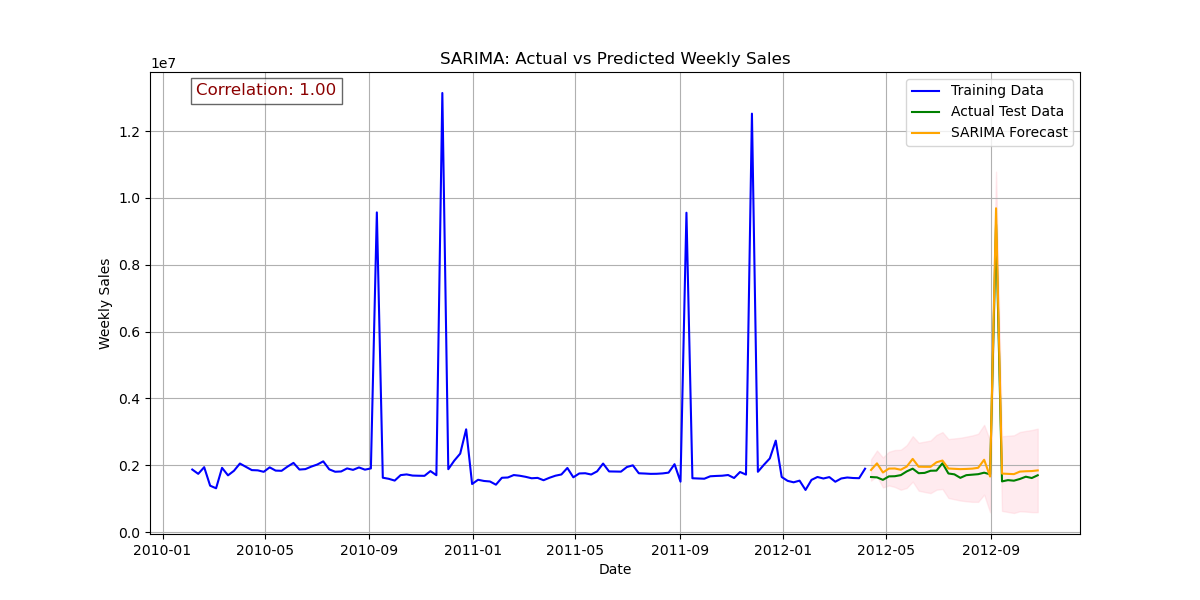 SARIMA: Actual vs Predicted Weekly Sales
1e7
Correlation: 1.00
Training Data
Actual Test Data
SARIMA Forecast
1.2
1.0
0.8
0.6
0.4
0.2
0.0
Weekly Sales
2010-01 2010-05 2010-09 2011-01 2011-05 2011-09 2012-01 2012-05 2012-09
Date